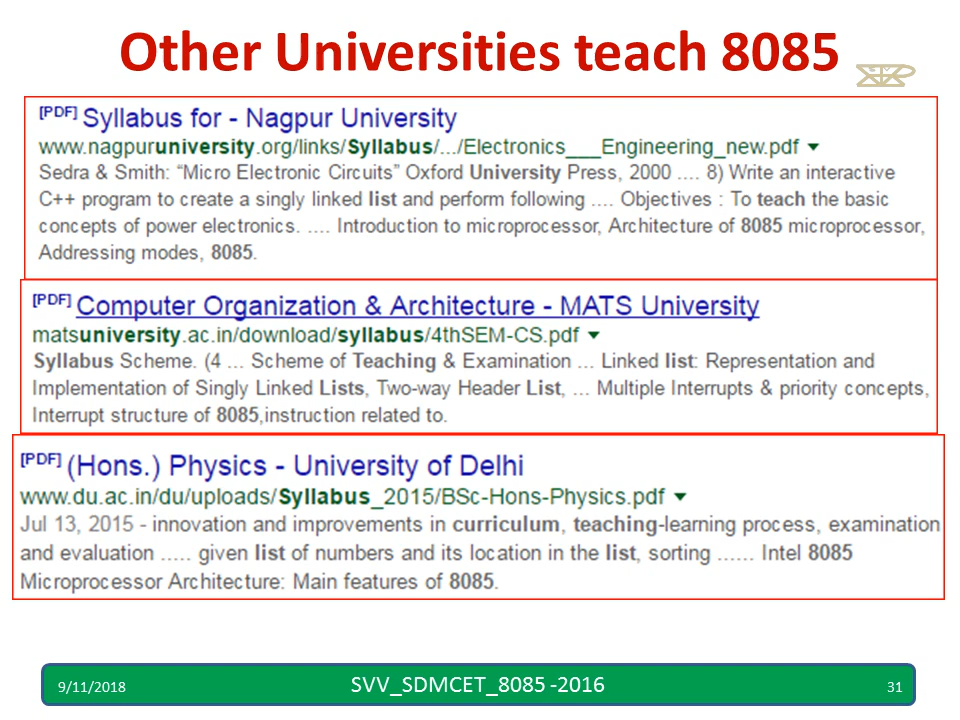 Other Universities teach 8085
[PDF] Syllabus for - Nagpur University
www.nagpuruniversity.org/links/Syllabus/.../Electronics___Engineering_new.pdf
Sedra & Smith: “Micro Electronic Circuits” Oxford University Press, 2000 .... 8) Write an interactive
C++ program to create a singly linked list and perform following .... Objectives : To teach the basic
concepts of power electronics. .... Introduction to microprocessor, Architecture of 8085 microprocessor,
Addressing modes, 8085.
[PDF] Computer Organization & Architecture - MATS University
matsuniversity.ac.in/download/syllabus/4thSEM-CS.pdf
Syllabus Scheme. (4 ... Scheme of Teaching & Examination ... Linked list: Representation and
Implementation of Singly Linked Lists, Two-way Header List, ... Multiple Interrupts & priority concepts,
Interrupt structure of 8085,instruction related to.
[PDF] (Hons.) Physics - University of Delhi
www.du.ac.in/du/uploads/Syllabus_2015/BSc-Hons-Physics.pdf
Jul 13, 2015 - innovation and improvements in curriculum, teaching-learning process, examination
and evaluation ..... given list of numbers and its location in the list, sorting ...... Intel 8085
Microprocessor Architecture: Main features of 8085.
9/11/2018 SVV_SDMCET_8085 -2016 31